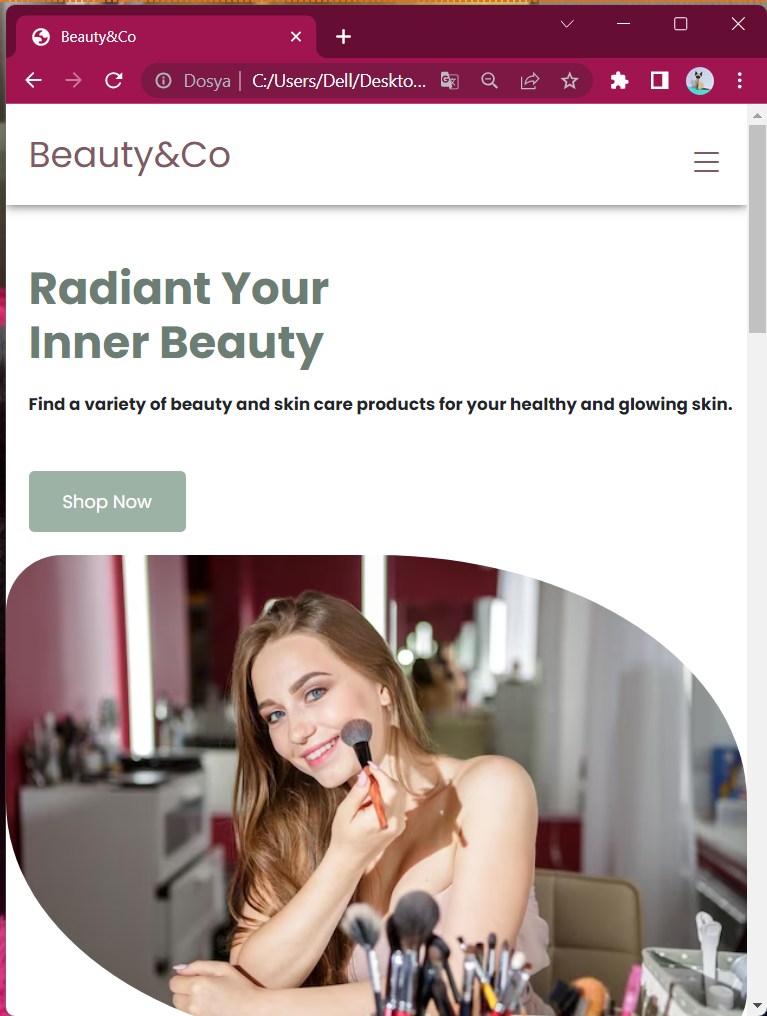 Beauty&Co
Dosya | C:/Users/Dell/Deskto...
Beauty&Co
Radiant Your
Inner Beauty
Find a variety of beauty and skin care products for your healthy and glowing skin.
Shop Now